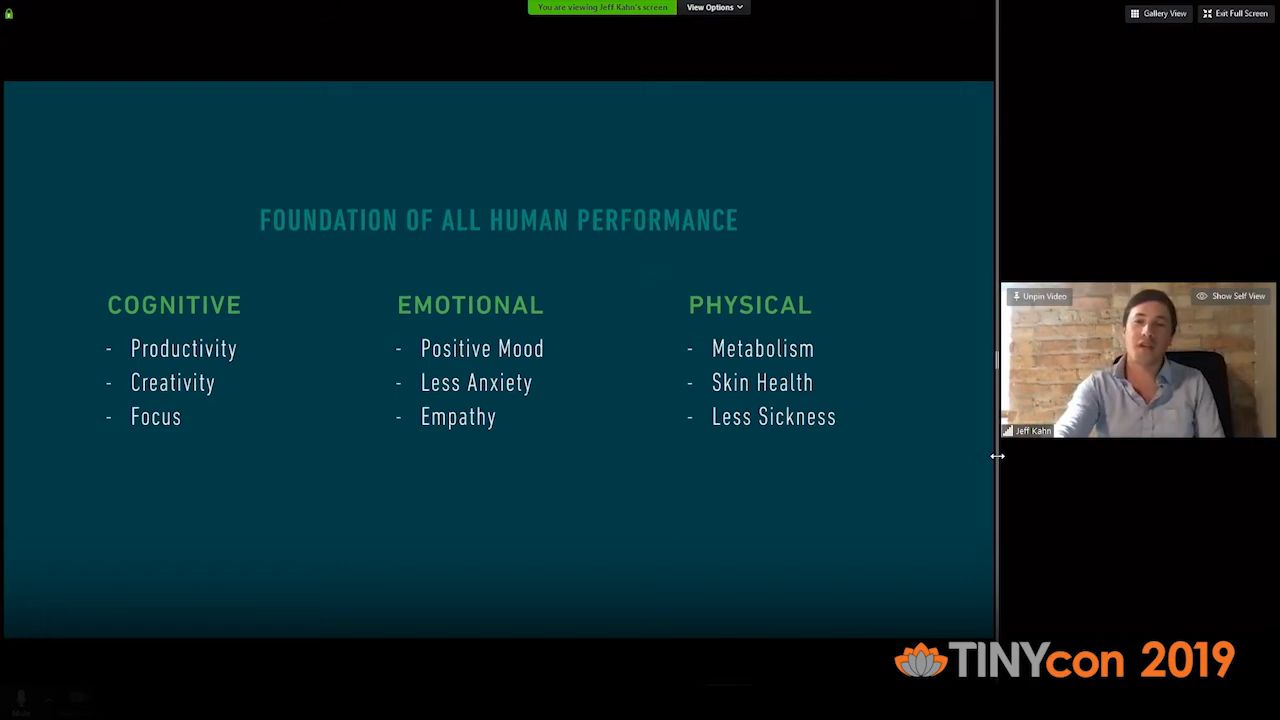 You are viewing Jeff Kahn's screen
View Options
Gallery View
Exit Full Screen
FOUNDATION OF ALL HUMAN PERFORMANCE
COGNITIVE
- Productivity
- Creativity
- Focus
EMOTIONAL
- Positive Mood
- Less Anxiety
- Empathy
PHYSICAL
- Metabolism
- Skin Health
- Less Sickness
Unpin Video
Show Self View
Jeff Kahn
TINYcon 2019
Mute